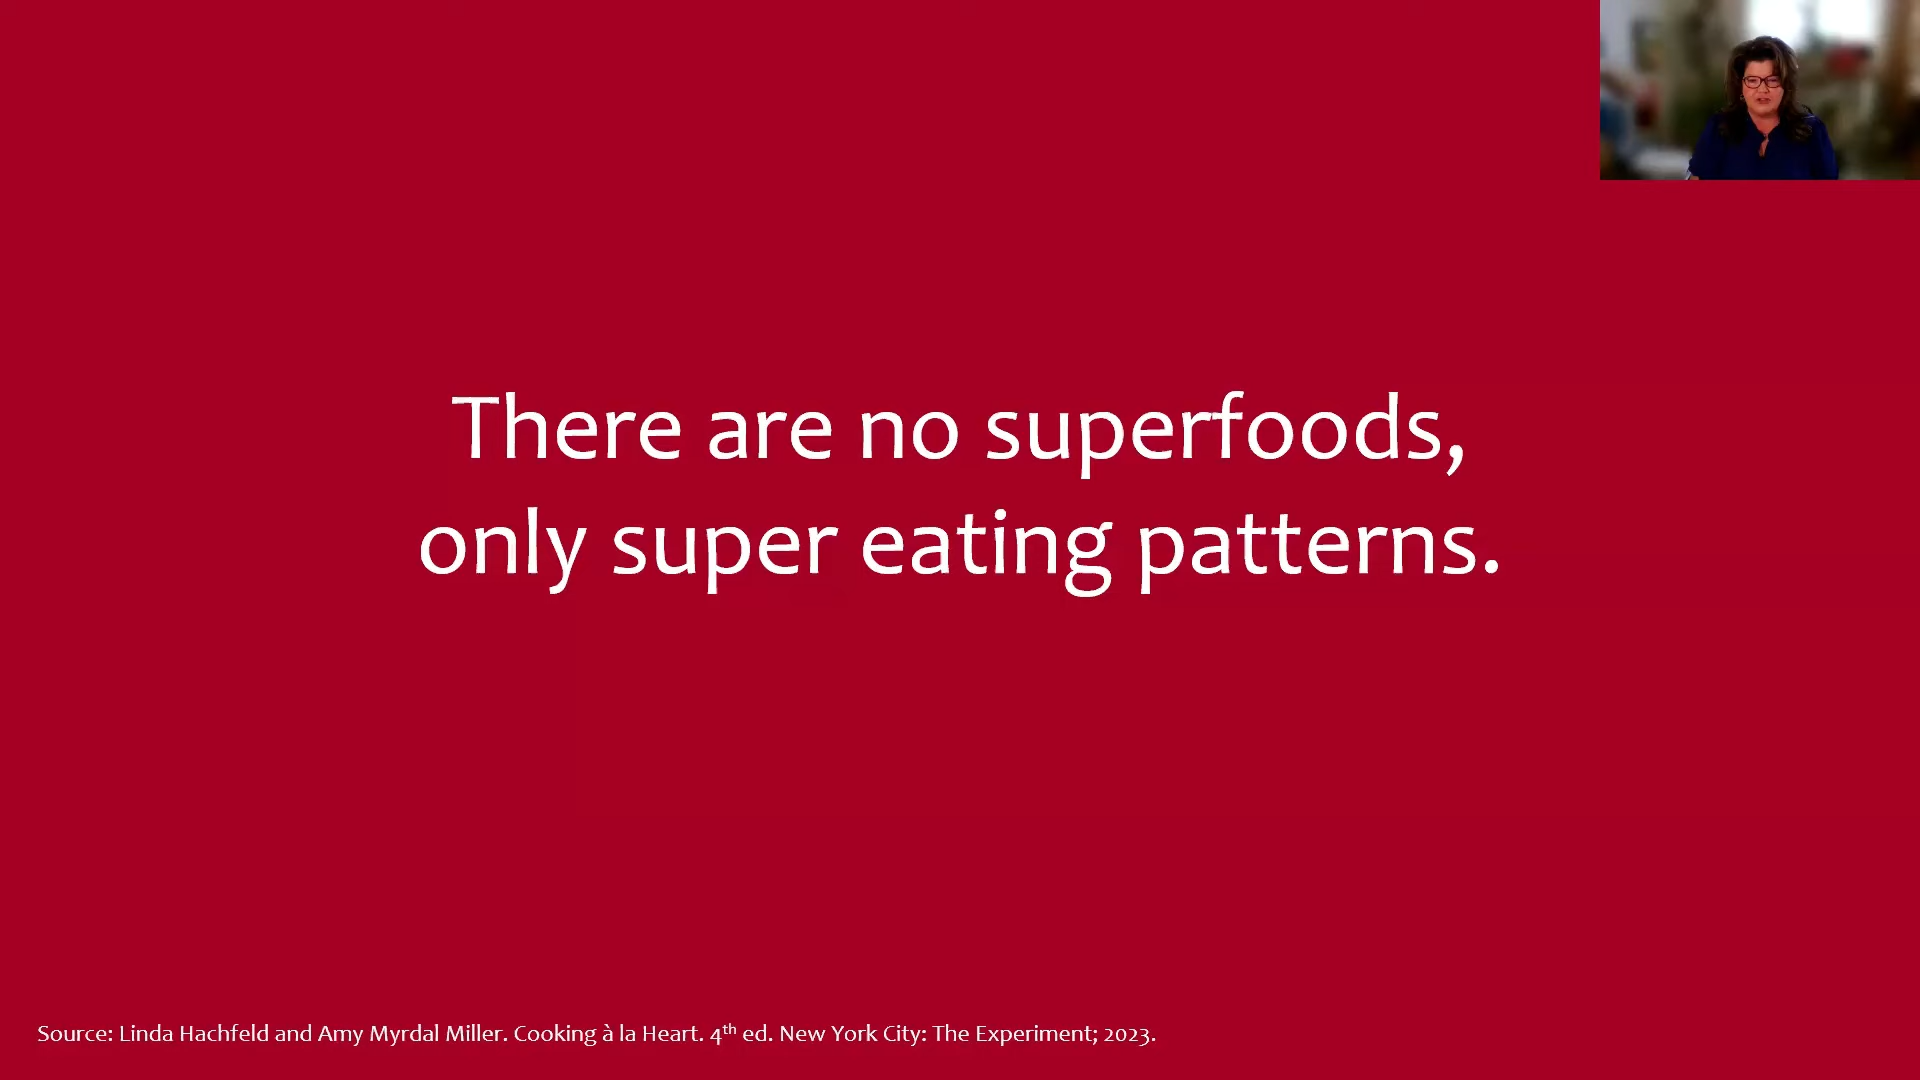 There are no superfoods,
only super eating patterns.
Source: Linda Hachfeld and Amy Myrdal Miller. Cooking à la Heart. 4th ed. New York City: The Experiment; 2023.